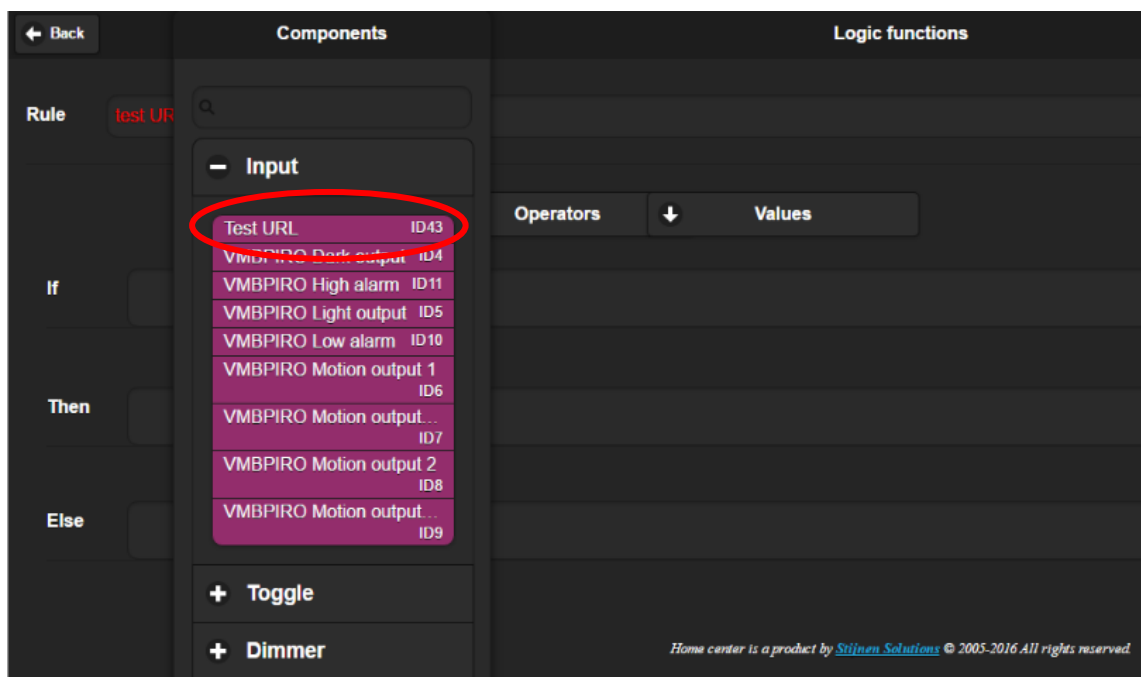 Back
Components
Logic functions
Rule
test UR
Input
Operators
Values
Test URL ID43
VMBPIRO Dark output ID4
VMBPIRO High alarm ID11
If
VMBPIRO Light output ID5
VMBPIRO Low alarm ID10
VMBPIRO Motion output 1
ID6
Then
VMBPIRO Motion output...
ID7
VMBPIRO Motion output 2
ID8
VMBPIRO Motion output...
ID9
Else
Toggle
Dimmer
Home center is a product by Stijnen Solutions © 2005-2016 All rights reserved.